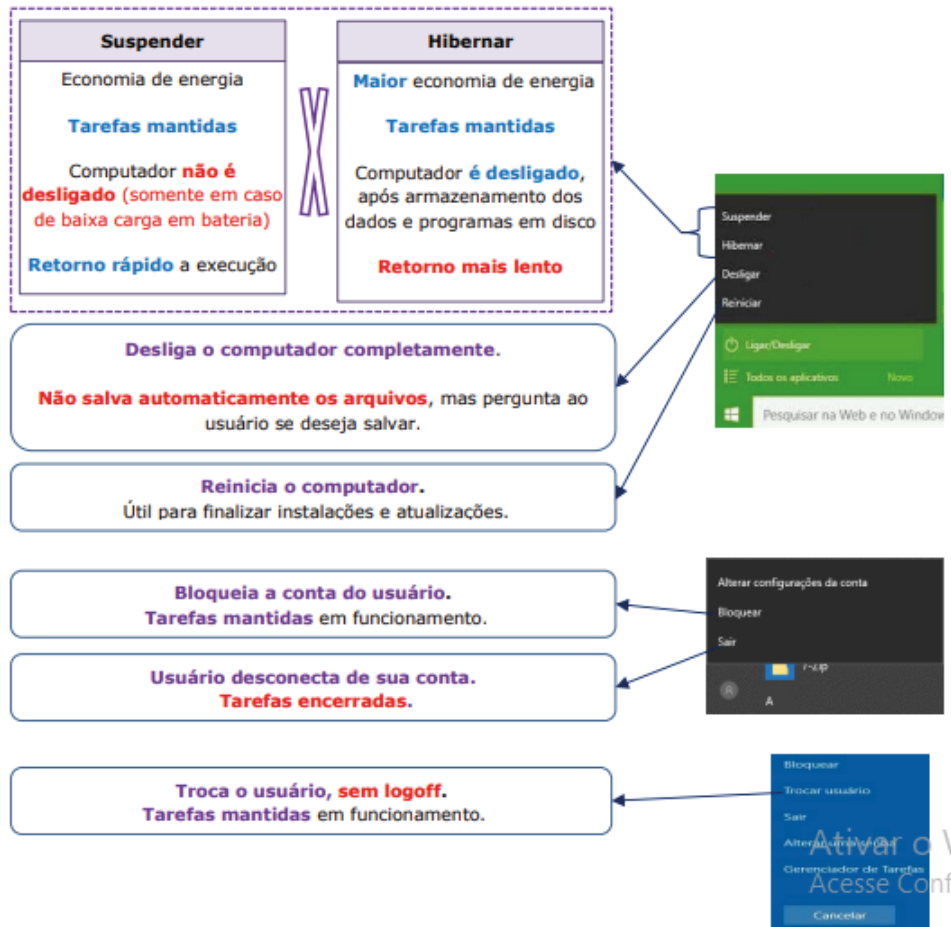 Suspender
Economia de energia
Tarefas mantidas
Computador não é
desligado (somente em caso
de baixa carga em bateria)
Retorno rápido a execução
Hibernar
Maior economia de energia
Tarefas mantidas
Computador é desligado,
após armazenamento dos
dados e programas em disco
Retorno mais lento
Suspender
Hibernar
Desligar
Reiniciar
Ligar/Desligar
Todos os aplicativos Novo
Pesquisar na Web e no Window
Desliga o computador completamente.
Não salva automaticamente os arquivos, mas pergunta ao
usuário se deseja salvar.
Reinicia o computador.
Útil para finalizar instalações e atualizações.
Bloqueia a conta do usuário.
Tarefas mantidas em funcionamento.
Usuário desconecta de sua conta.
Tarefas encerradas.
Alterar configurações da conta
Bloquear
Sair
7-Zip
A
Troca o usuário, sem logoff.
Tarefas mantidas em funcionamento.
Bloquear
Trocar usuário
Sair
Alterar uma senha
Gerenciador de Tarefas
Cancelar
Ativar o
Acesse Conf